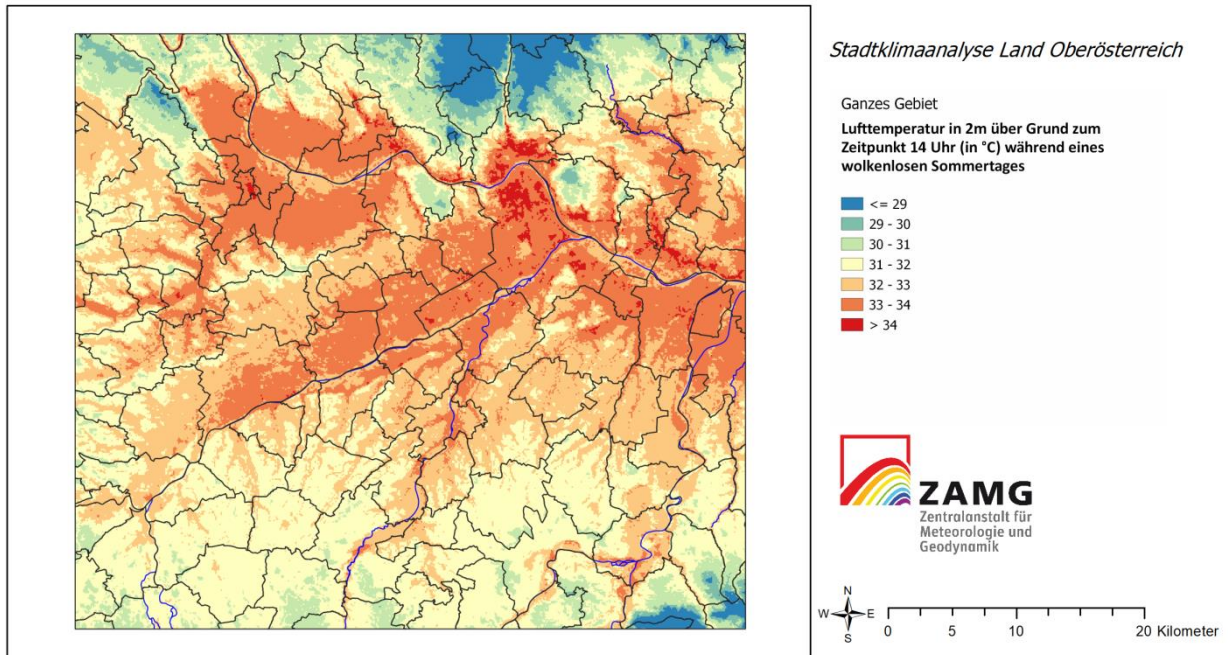 Stadtklimaanalyse Land Oberösterreich
Ganzes Gebiet
Lufttemperatur in 2m über Grund zum
Zeitpunkt 14 Uhr (in °C) während eines
wolkenlosen Sommertages
<= 29
29 - 30
30 - 31
31 - 32
32 - 33
33 - 34
> 34
ZAMG
Zentralanstalt für
Meteorologie und
Geodynamik
N
W E
S
0 5 10 20 Kilometer